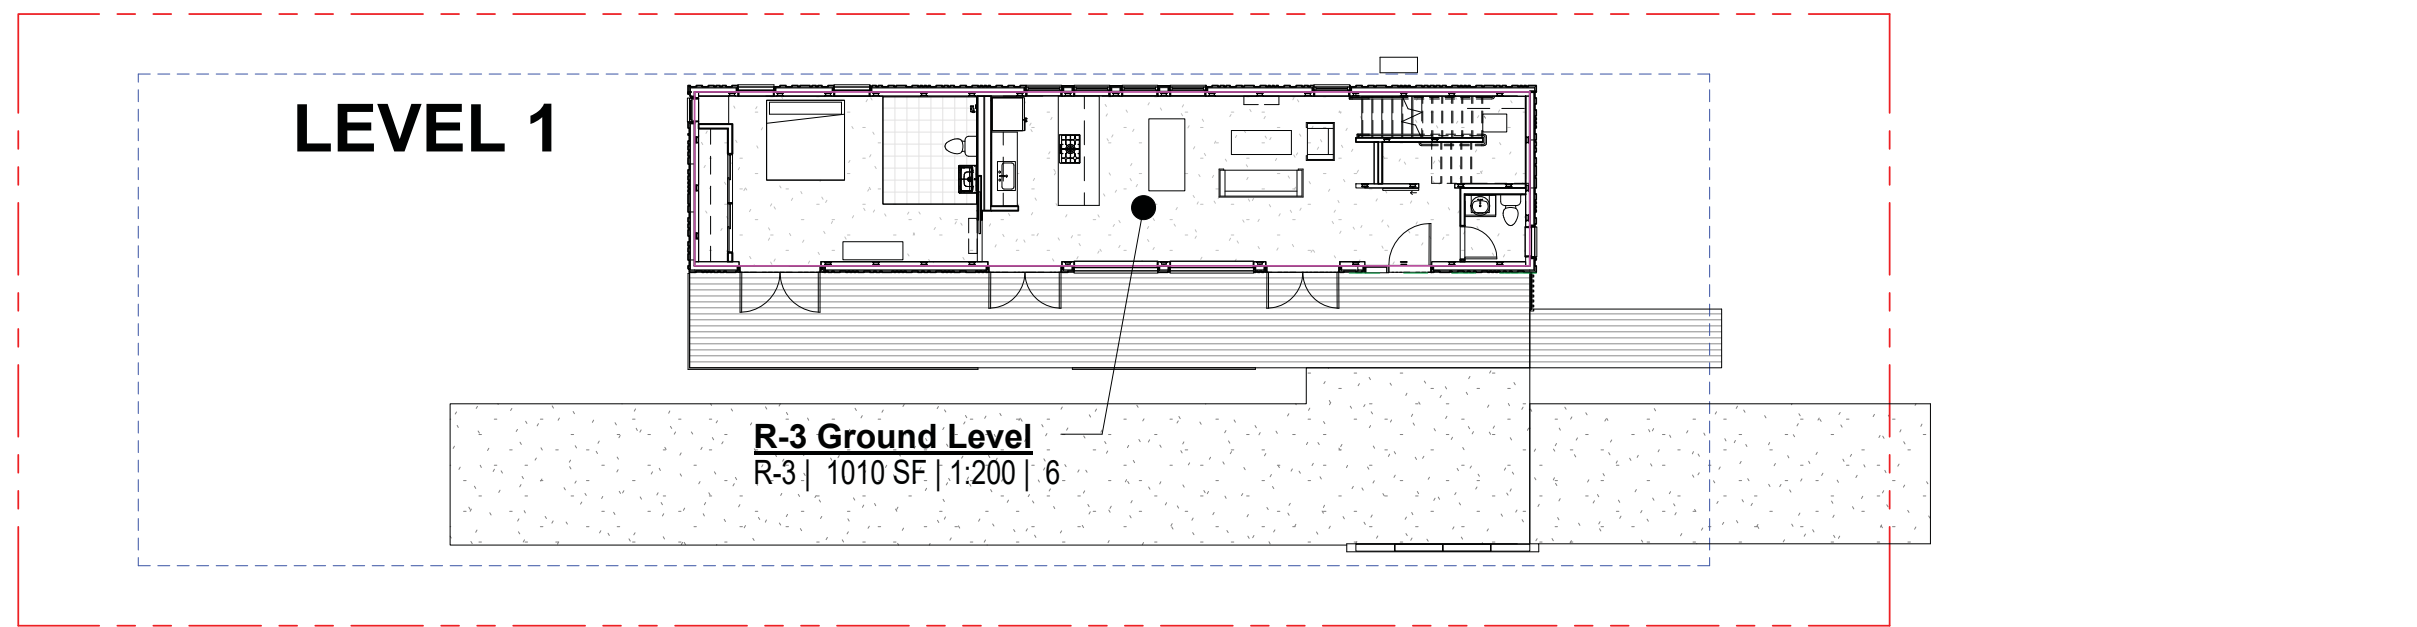 LEVEL 1
R-3 Ground Level
R-3 | 1010 SF | 1:200 | 6